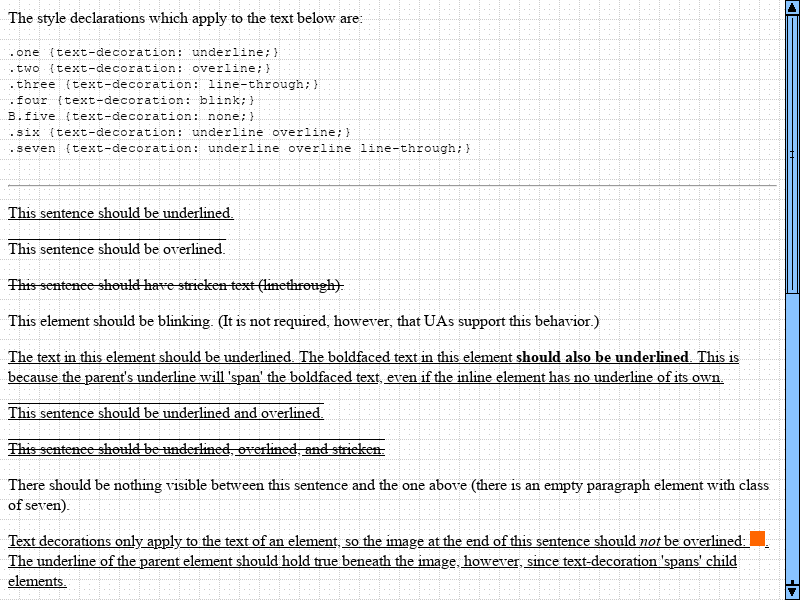 The style declarations which apply to the text below are:
.one {text-decoration: underline;}
.two {text-decoration: overline;}
.three {text-decoration: line-through;}
.four {text-decoration: blink;}
B.five {text-decoration: none;}
.six {text-decoration: underline overline;}
.seven {text-decoration: underline overline line-through;}
This sentence should be underlined.
This sentence should be overlined.
This sentence should have stricken text (linethrough).
This element should be blinking. (It is not required, however, that UAs support this behavior.)
The text in this element should be underlined. The boldfaced text in this element should also be underlined. This is
because the parent's underline will 'span' the boldfaced text, even if the inline element has no underline of its own.
This sentence should be underlined and overlined.
This sentence should be underlined, overlined, and stricken.
There should be nothing visible between this sentence and the one above (there is an empty paragraph element with class
of seven).
Text decorations only apply to the text of an element, so the image at the end of this sentence should not be overlined: .
The underline of the parent element should hold true beneath the image, however, since text-decoration 'spans' child
elements.